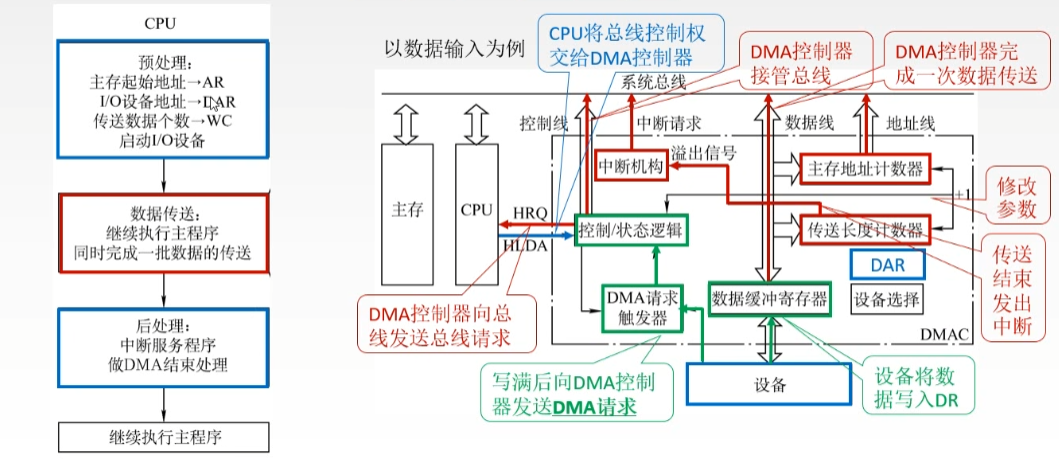 CPU
预处理:
主存起始地址→AR
I/O设备地址→DAR
传送数据个数→WC
启动I/O设备
数据传送:
继续执行主程序
同时完成一批数据的传送
后处理:
中断服务程序
做DMA结束处理
继续执行主程序
以数据输入为例
CPU将总线控制权
交给DMA控制器
DMA控制器
接管总线
DMA控制器完
成一次数据传送
系统总线
控制线
中断请求
数据线
地址线
主存
CPU
HRQ
HLDA
中断机构
溢出信号
主存地址计数器
+1
控制/状态逻辑
传送长度计数器
DAR
DMA请求
触发器
数据缓冲寄存器
设备选择
DMAC
设备
修改
参数
传送
结束
发出
中断
DMA控制器向总
线发送总线请求
写满后向DMA控制
器发送DMA请求
设备将数
据写入DR